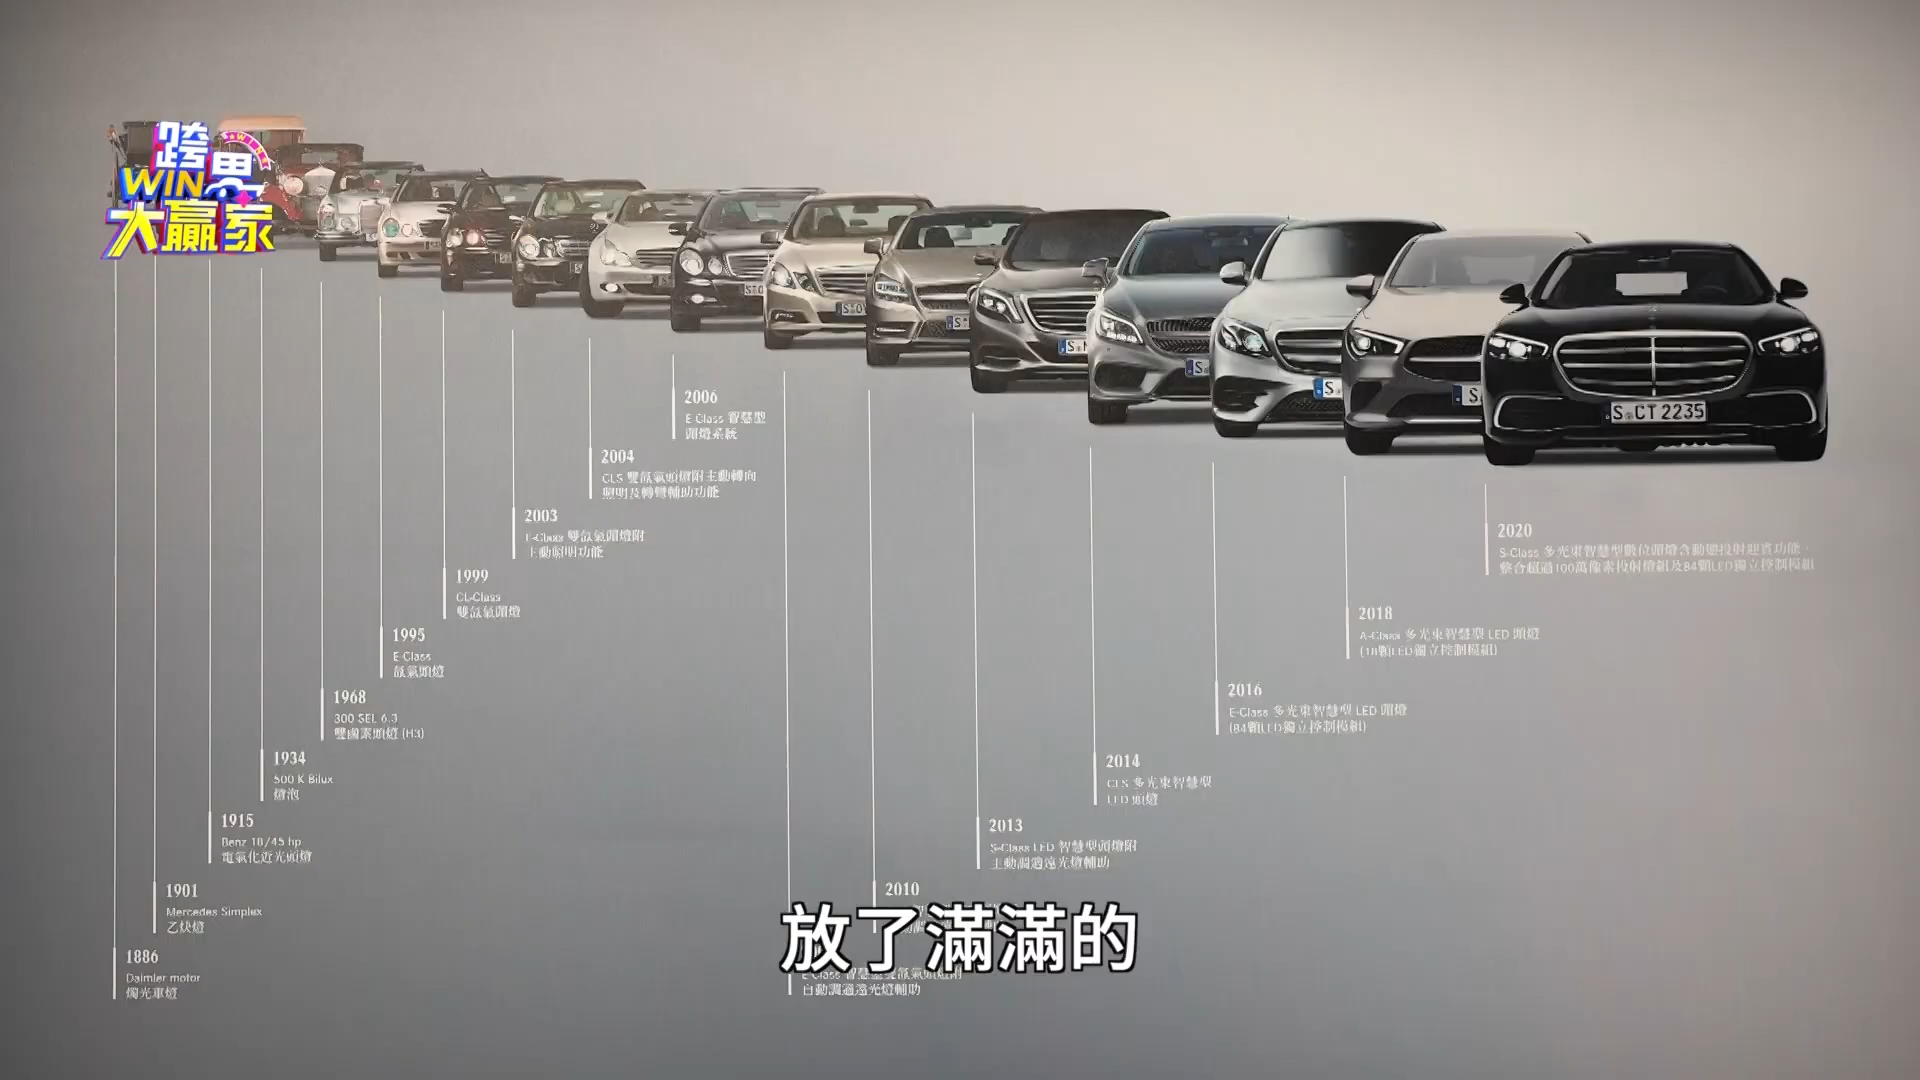 跨界
WIN
WIN
大贏家
S CT 2235
2006
E-Class 智慧型
頭燈系統
2004
CLS 雙氙氣頭燈附主動轉向
照明及轉彎輔助功能
2003
E-Class 雙氙氣頭燈附
主動照明功能
1999
CL-Class
雙氙氣頭燈
1995
E-Class
氙氣頭燈
1968
300 SEL 6.3
雙鹵素頭燈 (H3)
1934
500 K Bilux
燈泡
1915
Benz 18/45 hp
電氣化近光頭燈
1901
Mercedes Simplex
乙炔燈
1886
Daimler motor
燭光車燈
2020
S-Class 多光束智慧型數位頭燈含動態投射迎賓功能，
整合超過100萬像素投射燈組及84顆LED獨立控制模組
2018
A-Class 多光束智慧型 LED 頭燈
(18顆LED獨立控制模組)
2016
E-Class 多光束智慧型 LED 頭燈
(84顆LED獨立控制模組)
2014
CLS 多光束智慧型
LED 頭燈
2013
S-Class LED 智慧型頭燈附
主動調適遠光燈輔助
2010
E-Class 智慧型雙氙氣頭燈附
自動調適遠光燈輔助
放了滿滿的